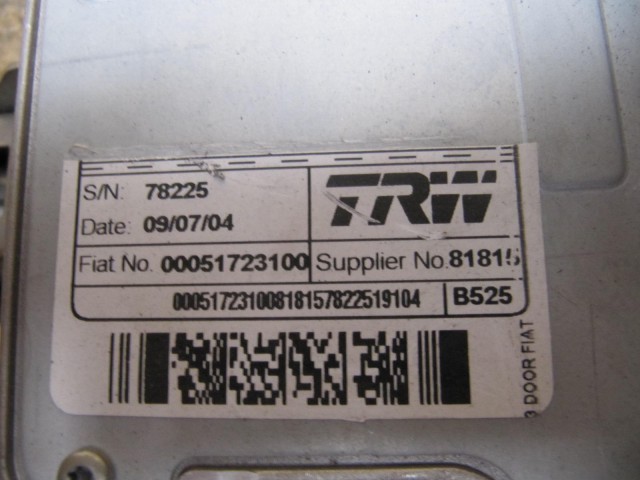 S/N: 78225
TRW
Date: 09/07/04
Fiat No. 00051723100
Supplier No. 81815
00051723100818157822519104
B525
3 DOOR FIAT